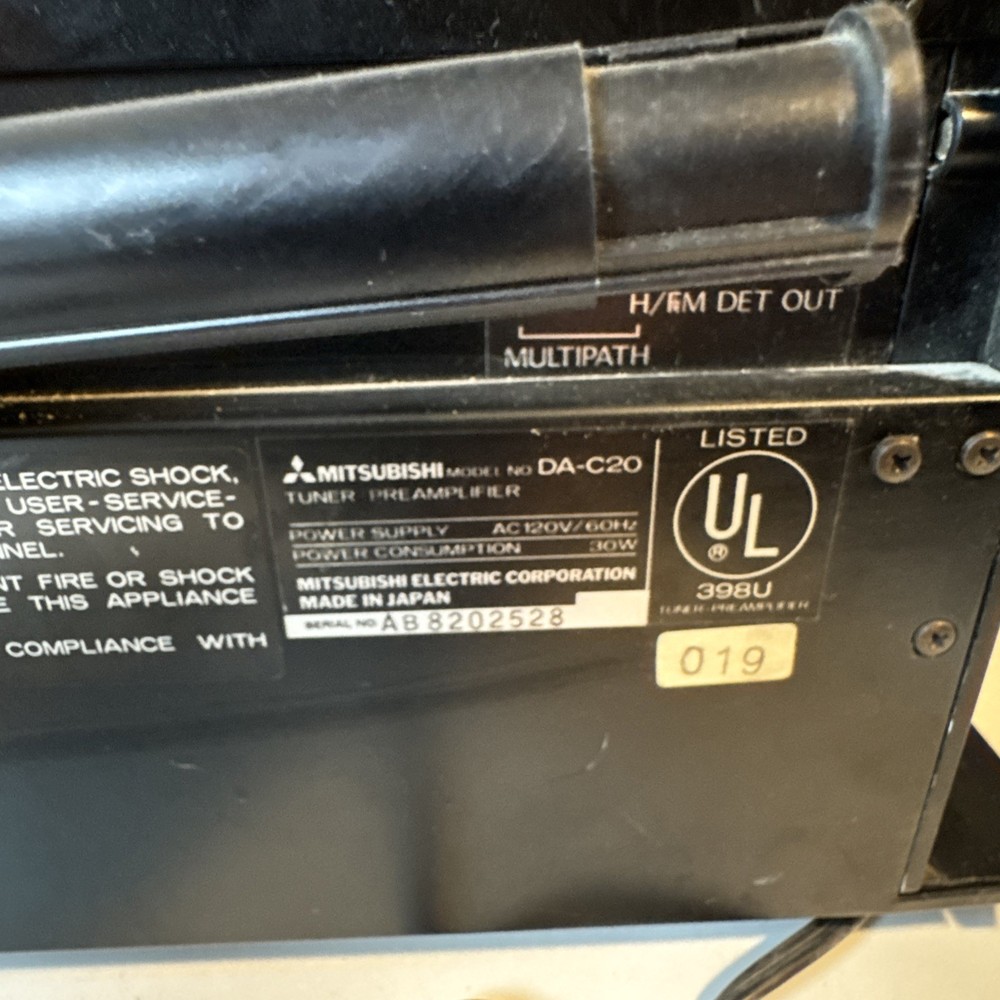 H/FM DET OUT
MULTIPATH
ELECTRIC SHOCK,
USER-SERVICE-
R SERVICING TO
NNEL.
NT FIRE OR SHOCK
E THIS APPLIANCE
COMPLIANCE WITH
MITSUBISHI MODEL NO DA-C20
TUNER PREAMPLIFIER
POWER SUPPLY AC 120V/60Hz
POWER CONSUMPTION 30W
MITSUBISHI ELECTRIC CORPORATION
MADE IN JAPAN
SERIAL NO. AB8202528
LISTED
UL
®
398U
TUNER-PREAMPLIFIER
019